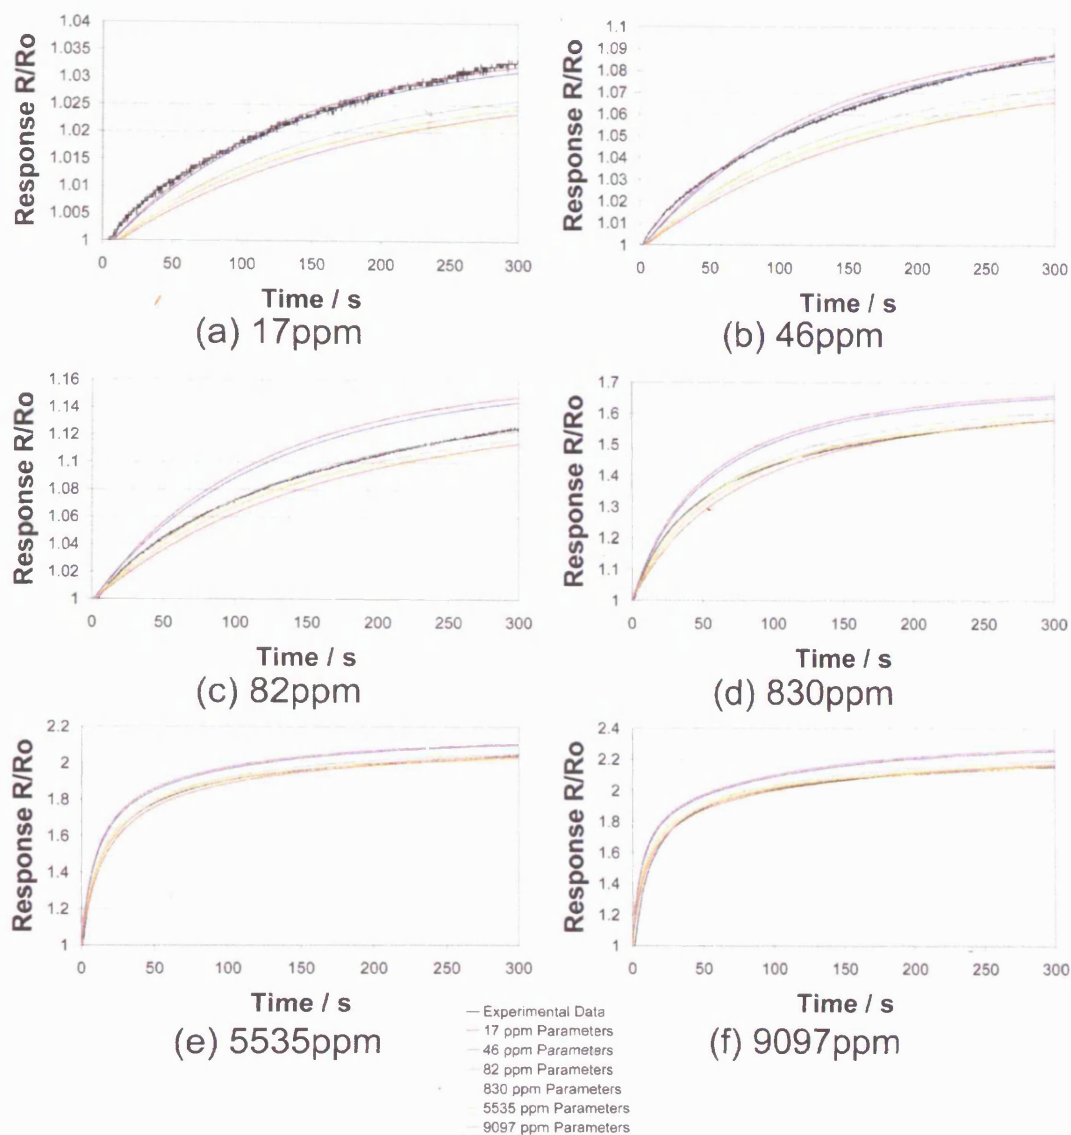 Response R/Ro
1.04
1.035
1.03
1.025
1.02
1.015
1.01
1.005
1
0 50 100 150 200 250 300
Time / s
(a) 17ppm
Response R/Ro
1.1
1.09
1.08
1.07
1.06
1.05
1.04
1.03
1.02
1.01
1
0 50 100 150 200 250 300
Time / s
(b) 46ppm
Response R/Ro
1.16
1.14
1.12
1.1
1.08
1.06
1.04
1.02
1
0 50 100 150 200 250 300
Time / s
(c) 82ppm
Response R/Ro
1.7
1.6
1.5
1.4
1.3
1.2
1.1
1
0 50 100 150 200 250 300
Time / s
(d) 830ppm
Response R/Ro
2.2
2
1.8
1.6
1.4
1.2
1
0 50 100 150 200 250 300
Time / s
(e) 5535ppm
Response R/Ro
2.4
2.2
2
1.8
1.6
1.4
1.2
1
0 50 100 150 200 250 300
Time / s
(f) 9097ppm
Experimental Data
17 ppm Parameters
46 ppm Parameters
82 ppm Parameters
830 ppm Parameters
5535 ppm Parameters
9097 ppm Parameters